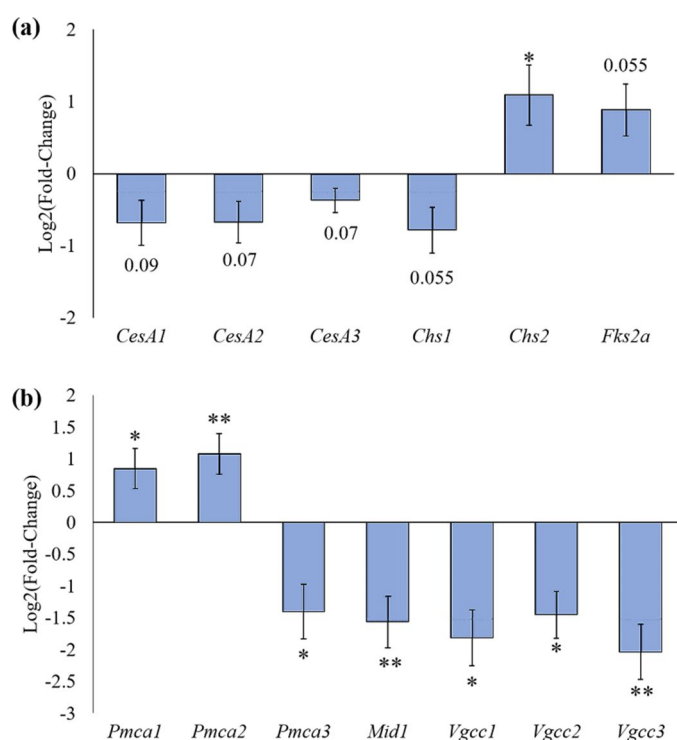 (a)
Log2(Fold-Change)
2
1
0
-1
-2
* 0.055
0.09 0.07 0.07 0.055
CesA1 CesA2 CesA3 Chs1 Chs2 Fks2a
(b)
Log2(Fold-Change)
2
1.5
1
0.5
0
-0.5
-1
-1.5
-2
-2.5
-3
* **
* ** * * **
Pmca1 Pmca2 Pmca3 Mid1 Vgcc1 Vgcc2 Vgcc3